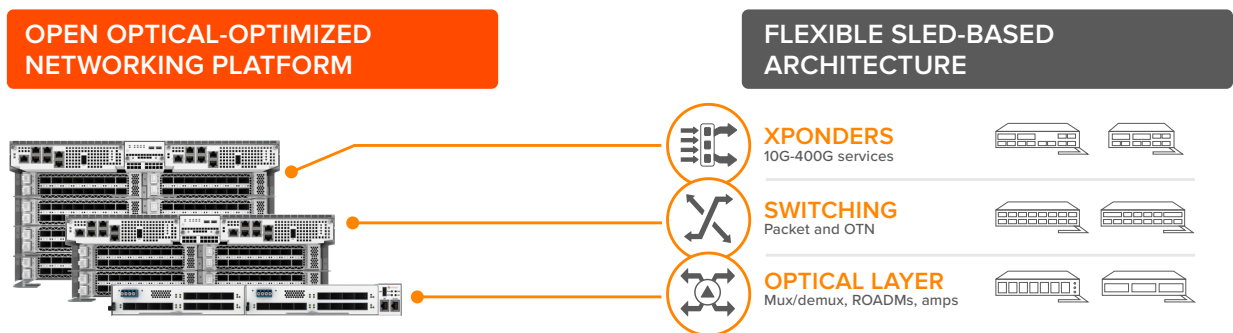 OPEN OPTICAL-OPTIMIZED
NETWORKING PLATFORM
FLEXIBLE SLED-BASED
ARCHITECTURE
XPONDERS
10G-400G services
SWITCHING
Packet and OTN
OPTICAL LAYER
Mux/demux, ROADMs, amps